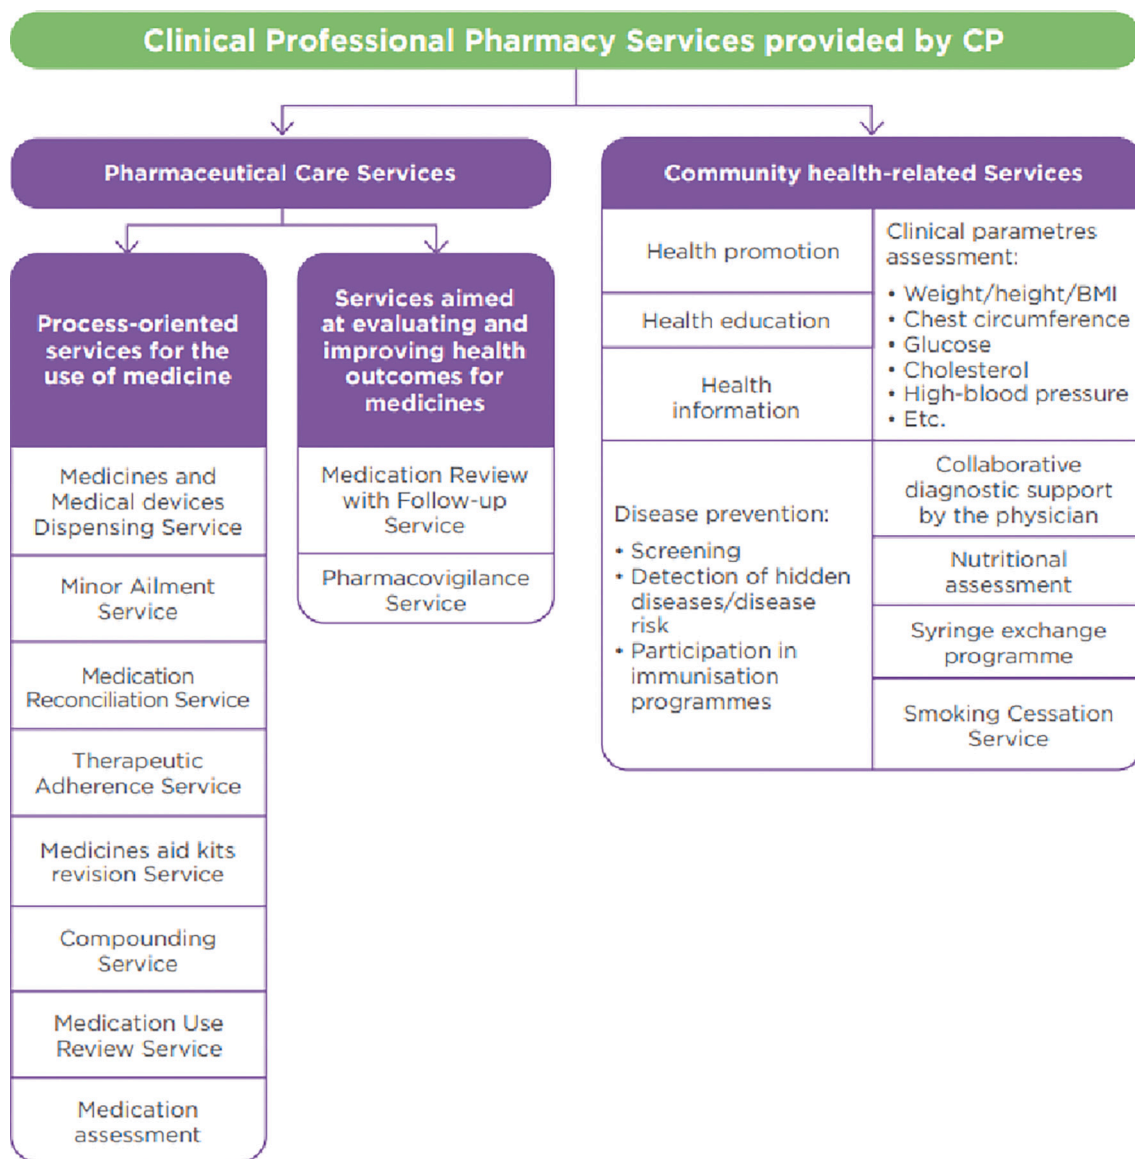 Clinical Professional Pharmacy Services provided by CP
Pharmaceutical Care Services
Process-oriented
services for the
use of medicine
Medicines and
Medical devices
Dispensing Service
Minor Ailment
Service
Medication
Reconciliation Service
Therapeutic
Adherence Service
Medicines aid kits
revision Service
Compounding
Service
Medication Use
Review Service
Medication
assessment
Services aimed
at evaluating and
improving health
outcomes for
medicines
Medication Review
with Follow-up
Service
Pharmacovigilance
Service
Community health-related Services
Health promotion
Health education
Health
information
Disease prevention:
• Screening
• Detection of hidden
diseases/disease
risk
• Participation in
immunisation
programmes
Clinical parametres
assessment:
• Weight/height/BMI
• Chest circumference
• Glucose
• Cholesterol
• High-blood pressure
• Etc.
Collaborative
diagnostic support
by the physician
Nutritional
assessment
Syringe exchange
programme
Smoking Cessation
Service